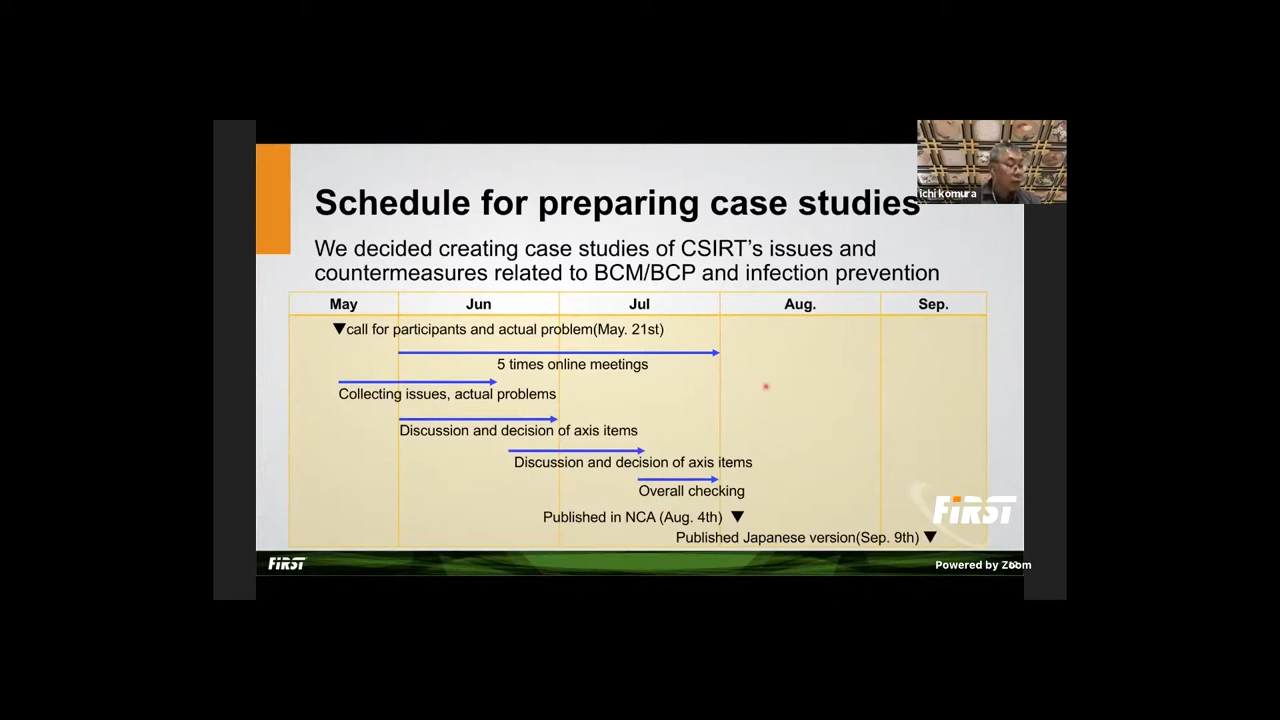 ichi komura
Schedule for preparing case studies
We decided creating case studies of CSIRT's issues and
countermeasures related to BCM/BCP and infection prevention
May Jun Jul Aug. Sep.
▼call for participants and actual problem(May. 21st)
5 times online meetings
Collecting issues, actual problems
Discussion and decision of axis items
Discussion and decision of axis items
Overall checking
Published in NCA (Aug. 4th) ▼
Published Japanese version(Sep. 9th) ▼
FiRST
FiRST
Powered by Zoom